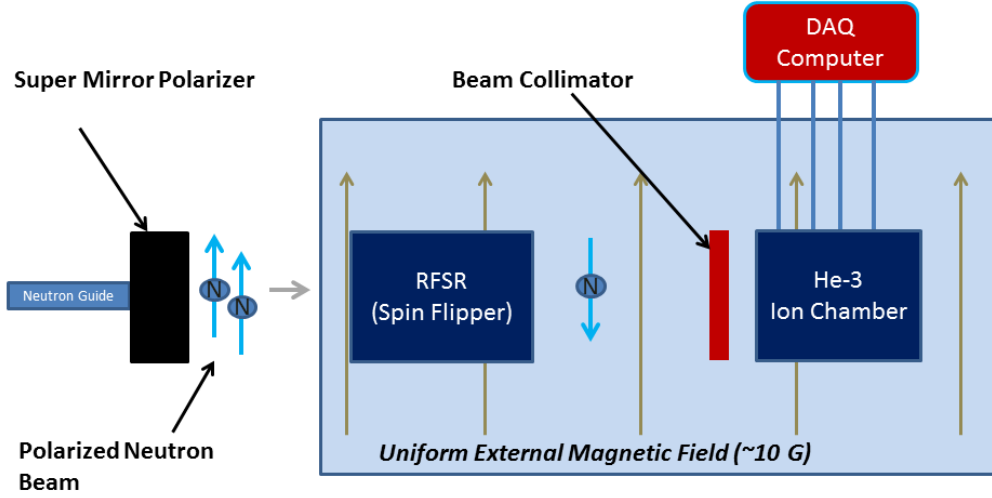 DAQ
Computer
Super Mirror Polarizer
Beam Collimator
Neutron Guide
N
N
RFSR
(Spin Flipper)
N
He-3
Ion Chamber
Polarized Neutron
Beam
Uniform External Magnetic Field (~10 G)